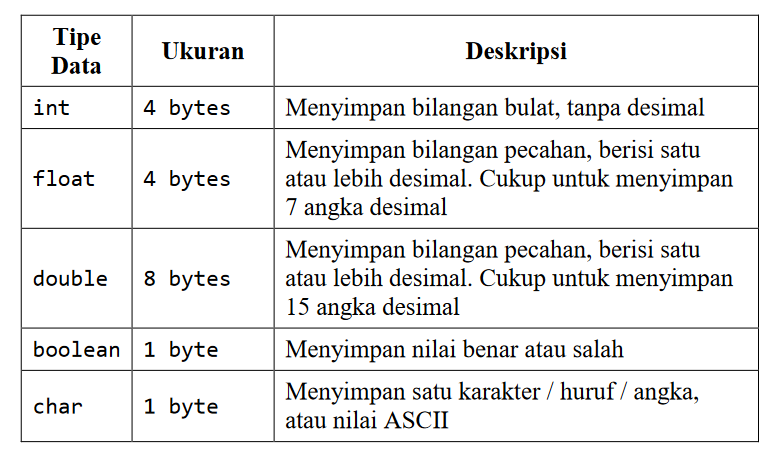 Tipe
Data
Ukuran
Deskripsi
int
4 bytes
Menyimpan bilangan bulat, tanpa desimal
float
4 bytes
Menyimpan bilangan pecahan, berisi satu
atau lebih desimal. Cukup untuk menyimpan
7 angka desimal
double
8 bytes
Menyimpan bilangan pecahan, berisi satu
atau lebih desimal. Cukup untuk menyimpan
15 angka desimal
boolean
1 byte
Menyimpan nilai benar atau salah
char
1 byte
Menyimpan satu karakter / huruf / angka,
atau nilai ASCII